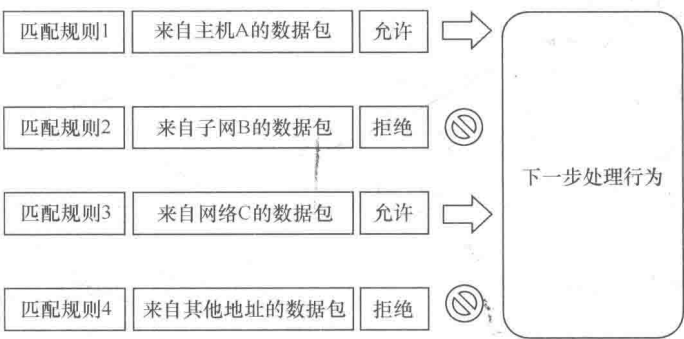 匹配规则1 来自主机A的数据包 允许
匹配规则2 来自子网B的数据包 拒绝
下一步处理行为
匹配规则3 来自网络C的数据包 允许
匹配规则4 来自其他地址的数据包 拒绝